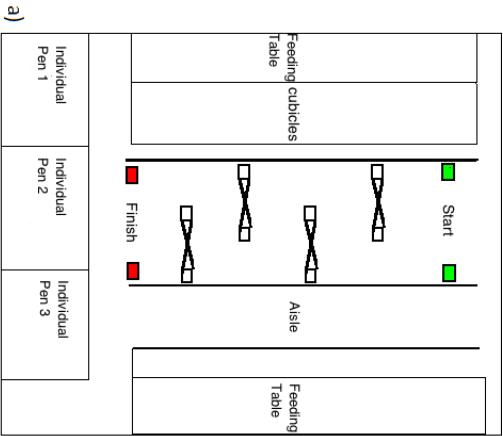 a)
Individual
Pen 1
Individual
Pen 2
Individual
Pen 3
Feeding
Table
Feeding cubicles
Finish
Start
Aisle
Feeding
Table